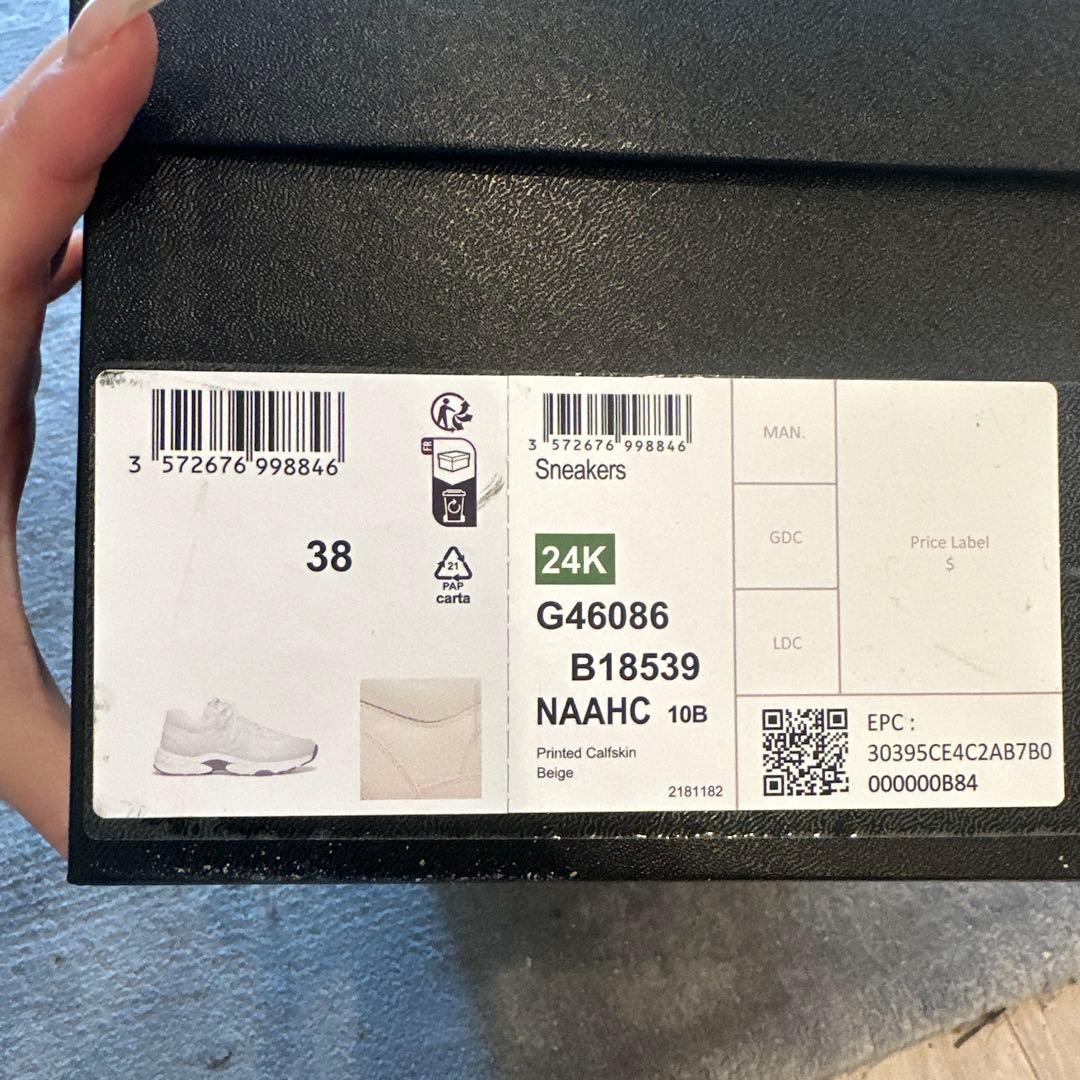 3 572676 998846
38
FR
21
PAP
carta
3 572676 998846
Sneakers
24K
G46086
B18539
NAAHC 10B
Printed Calfskin
Beige
2181182
MAN.
GDC
LDC
Price Label
$
EPC :
30395CE4C2AB7B0
000000B84